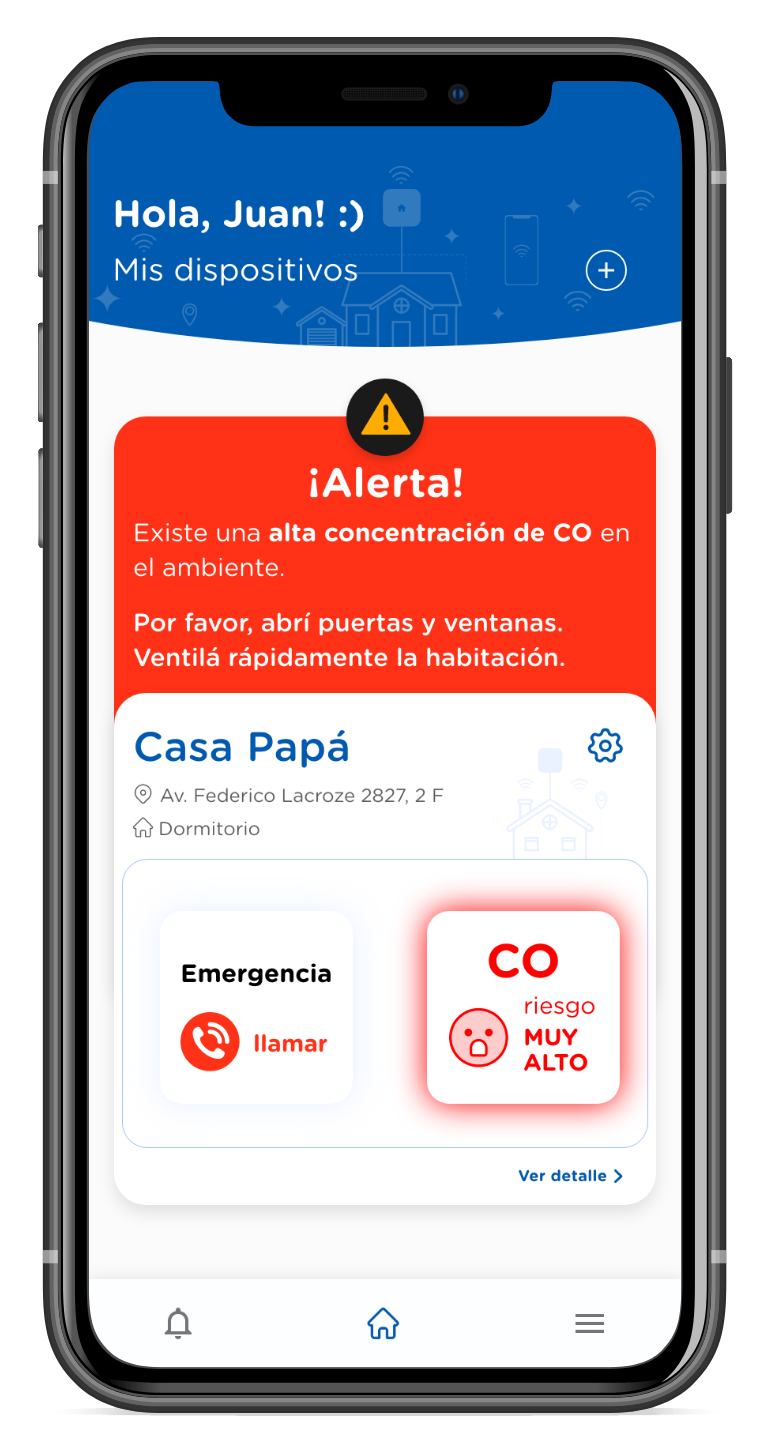 Hola, Juan! :)
Mis dispositivos
¡Alerta!
Existe una alta concentración de CO en
el ambiente.
Por favor, abrí puertas y ventanas.
Ventilá rápidamente la habitación.
Casa Papá
Av. Federico Lacroze 2827, 2 F
Dormitorio
Emergencia
llamar
CO
riesgo
MUY
ALTO
Ver detalle